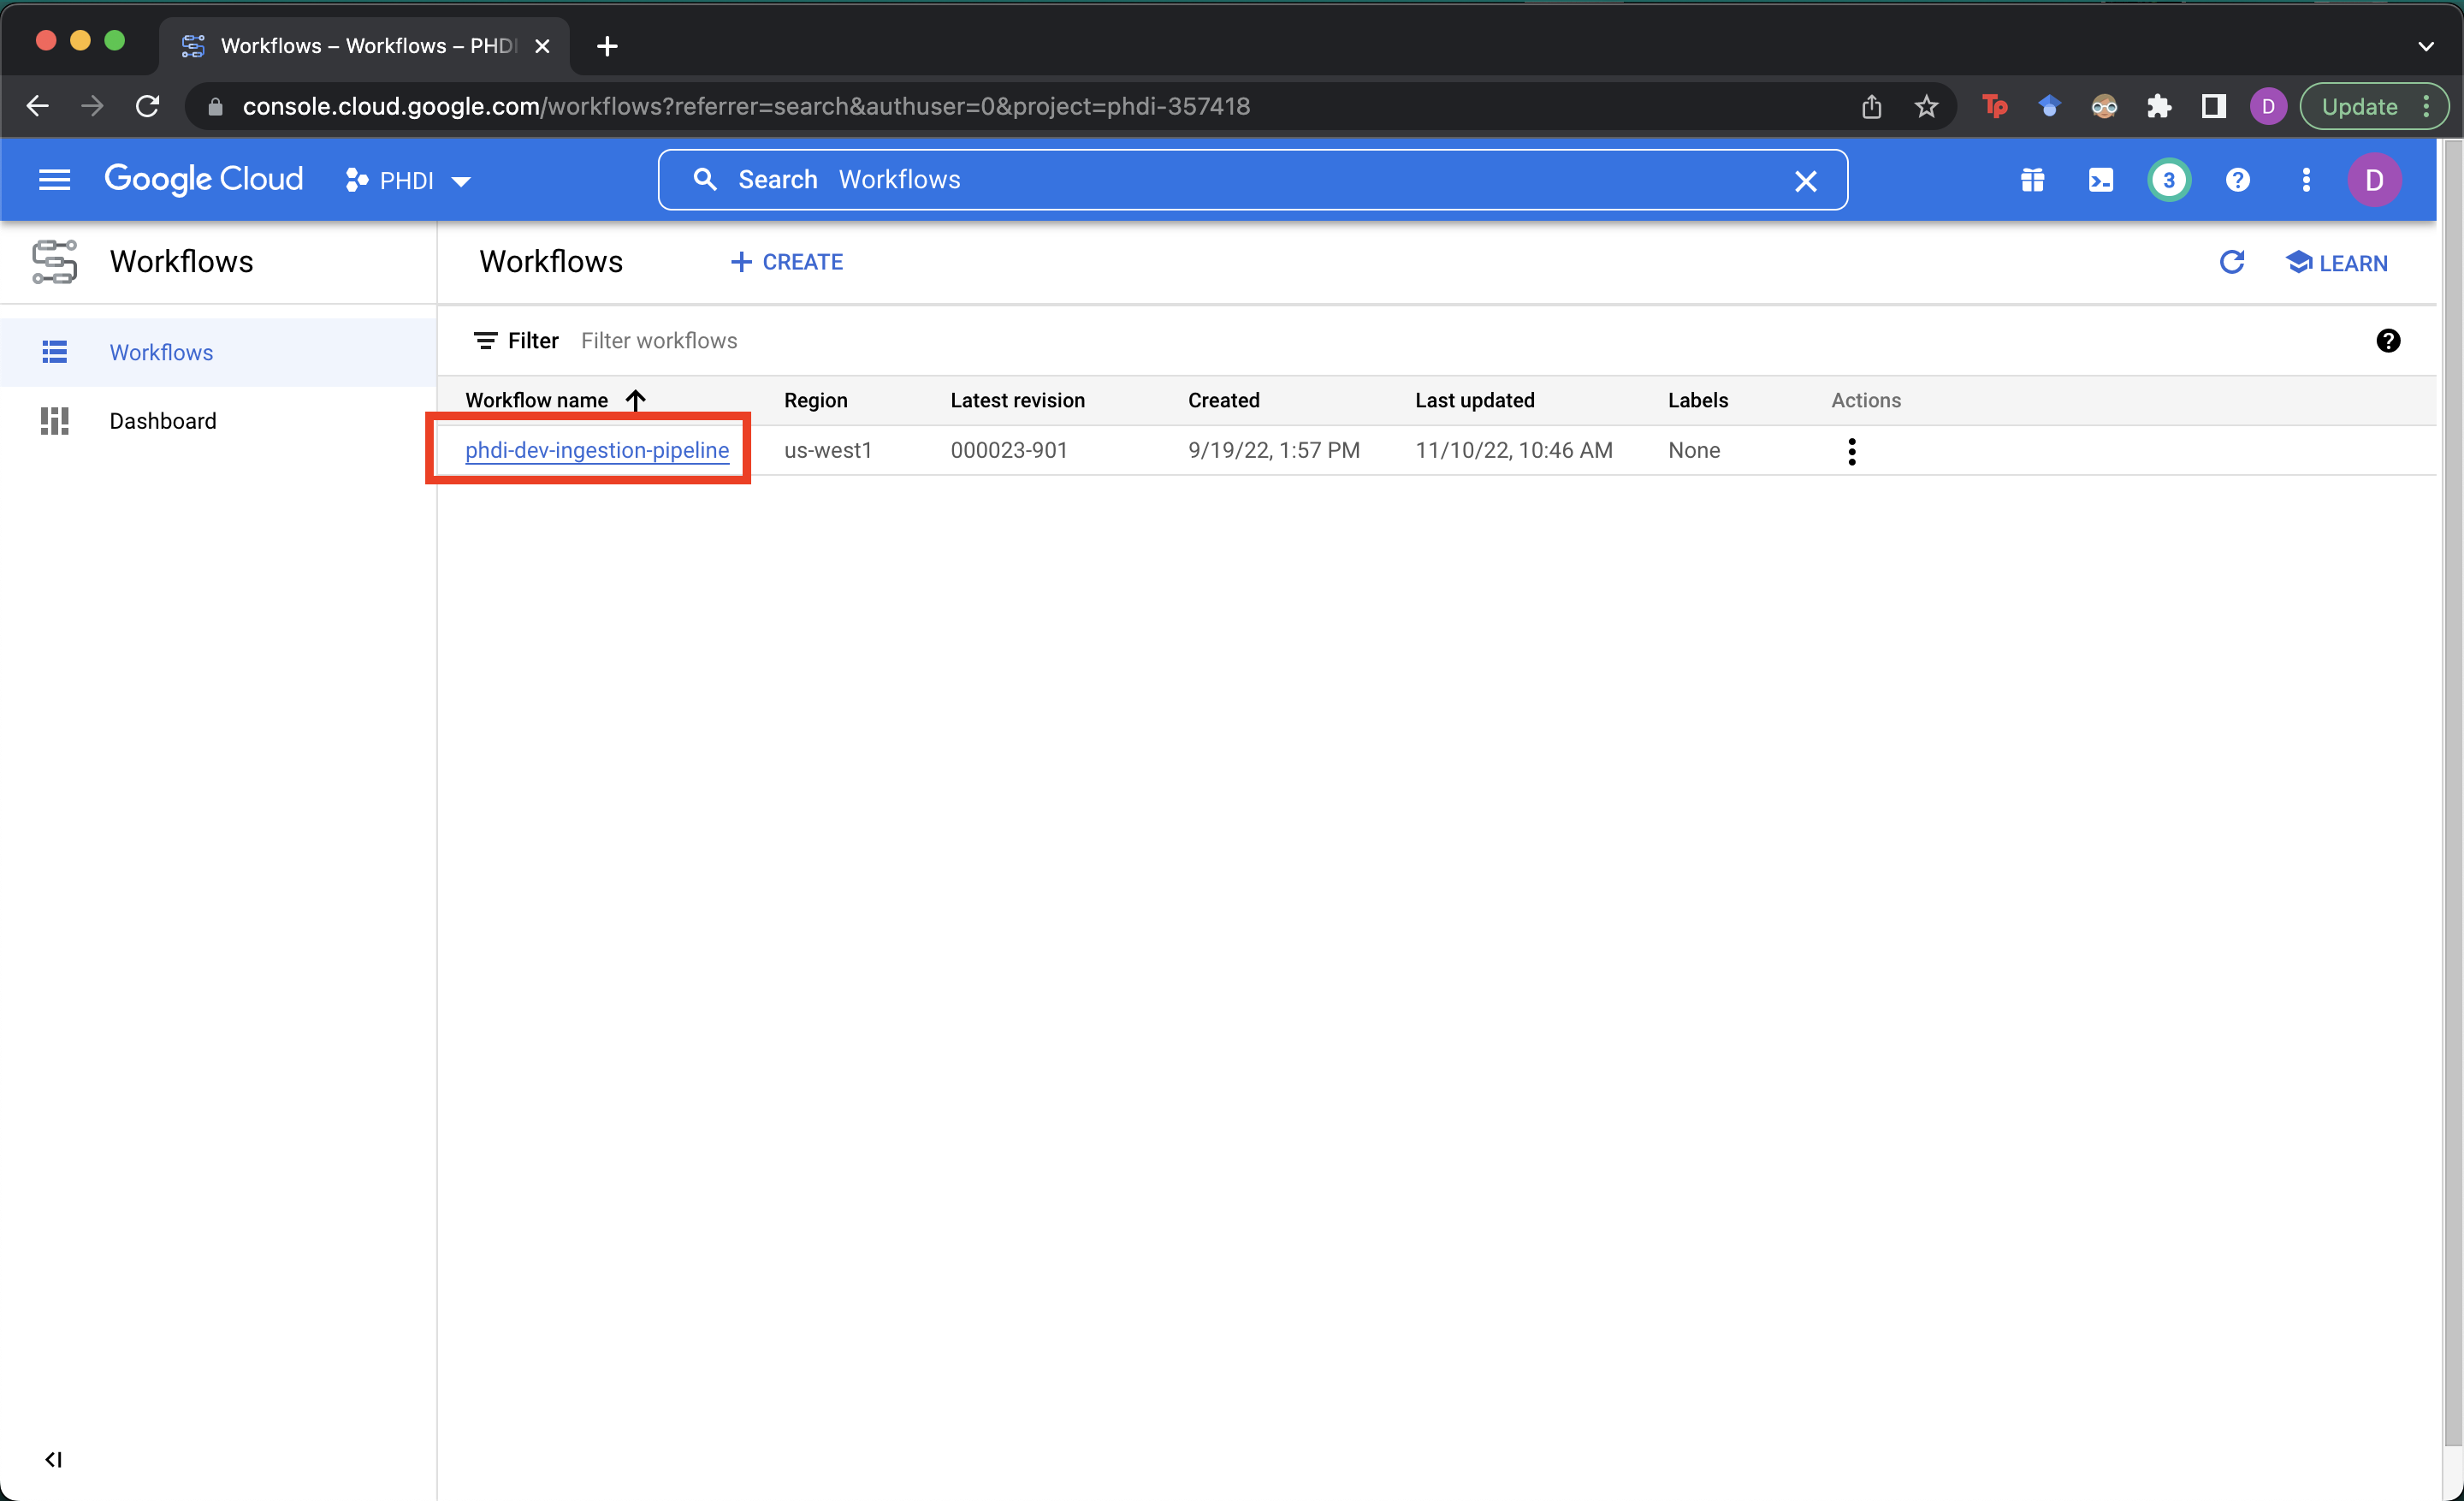 Workflows – Workflows – PHDI
console.cloud.google.com/workflows?referrer=search&authuser=0&project=phdi-357418
Tp
D
Update
Google Cloud
PHDI
Search Workflows
3
?
D
Workflows
Workflows
CREATE
LEARN
Workflows
Dashboard
Filter Filter workflows
?
Workflow name Region Latest revision Created Last updated Labels Actions
phdi-dev-ingestion-pipeline us-west1 000023-901 9/19/22, 1:57 PM 11/10/22, 10:46 AM None